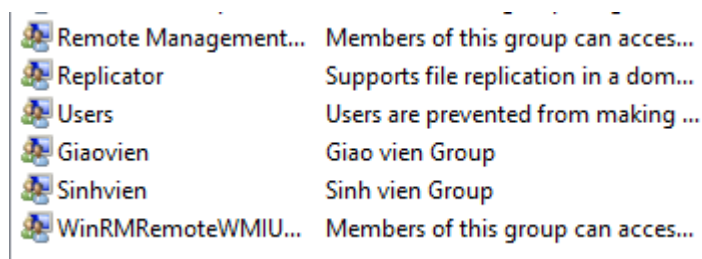 Remote Management... Members of this group can acces...
Replicator Supports file replication in a dom...
Users Users are prevented from making ...
Giaovien Giao vien Group
Sinhvien Sinh vien Group
WinRMRemoteWMIU... Members of this group can acces...